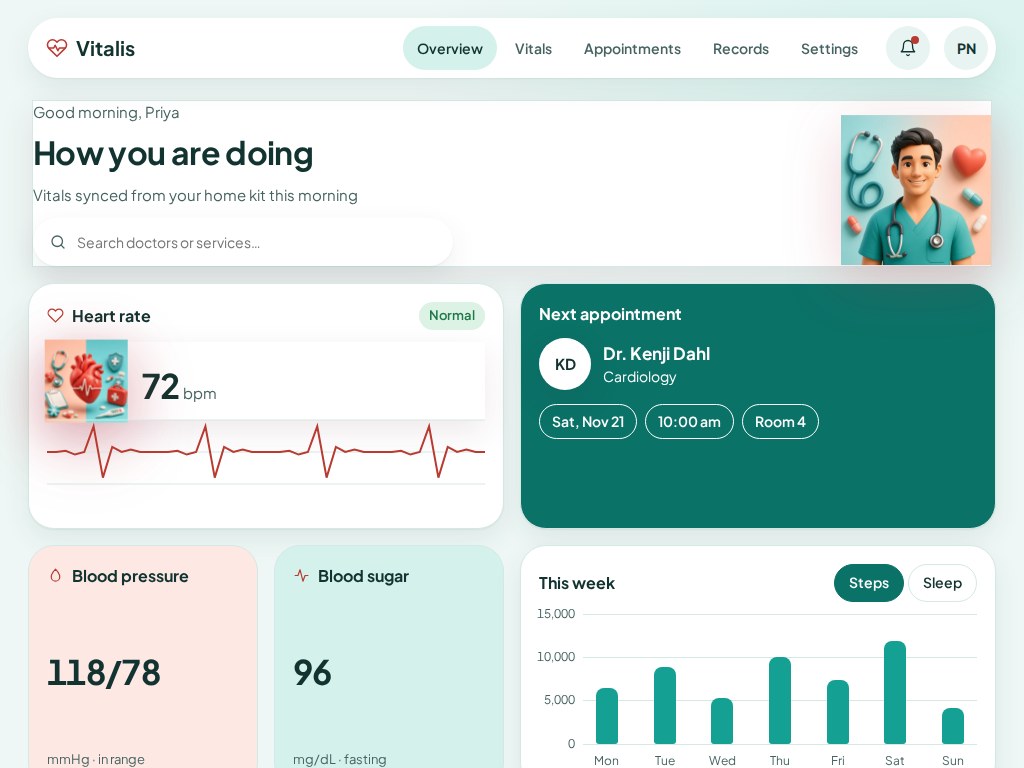 Vitalis
Overview
Vitals
Appointments
Records
Settings
PN
Good morning, Priya
How you are doing
Vitals synced from your home kit this morning
Search doctors or services...
Heart rate
Normal
72 bpm
Next appointment
KD
Dr. Kenji Dahl
Cardiology
Sat, Nov 21
10:00 am
Room 4
Blood pressure
118/78
mmHg · in range
Blood sugar
96
mg/dL · fasting
This week
Steps
Sleep
15,000
10,000
5,000
0
Mon Tue Wed Thu Fri Sat Sun